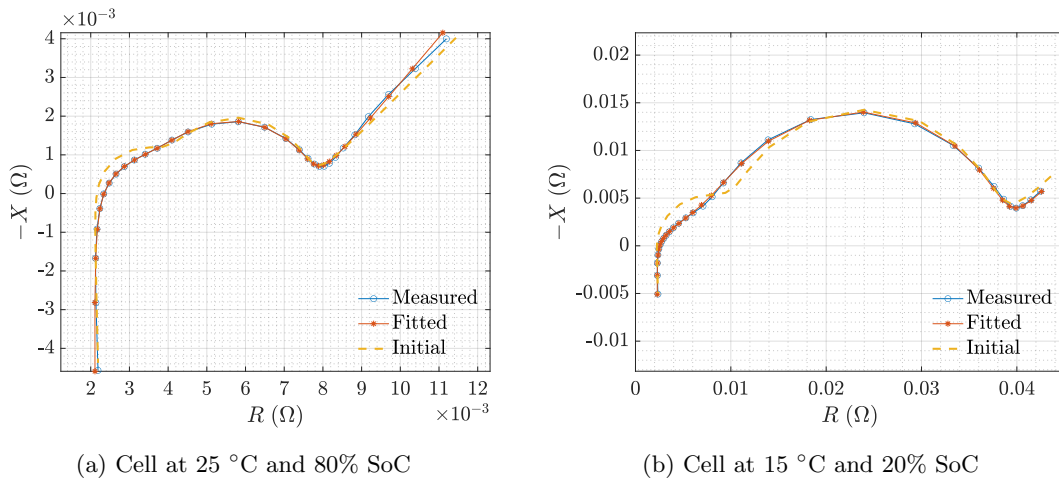 ×10⁻³
4
3
2
1
0
-1
-2
-3
-4
−X (Ω)
Measured
Fitted
Initial
2 3 4 5 6 7 8 9 10 11 12
R (Ω)
×10⁻³
(a) Cell at 25 °C and 80% SoC
0.02
0.015
0.01
0.005
0
-0.005
-0.01
−X (Ω)
Measured
Fitted
Initial
0 0.01 0.02 0.03 0.04
R (Ω)
(b) Cell at 15 °C and 20% SoC